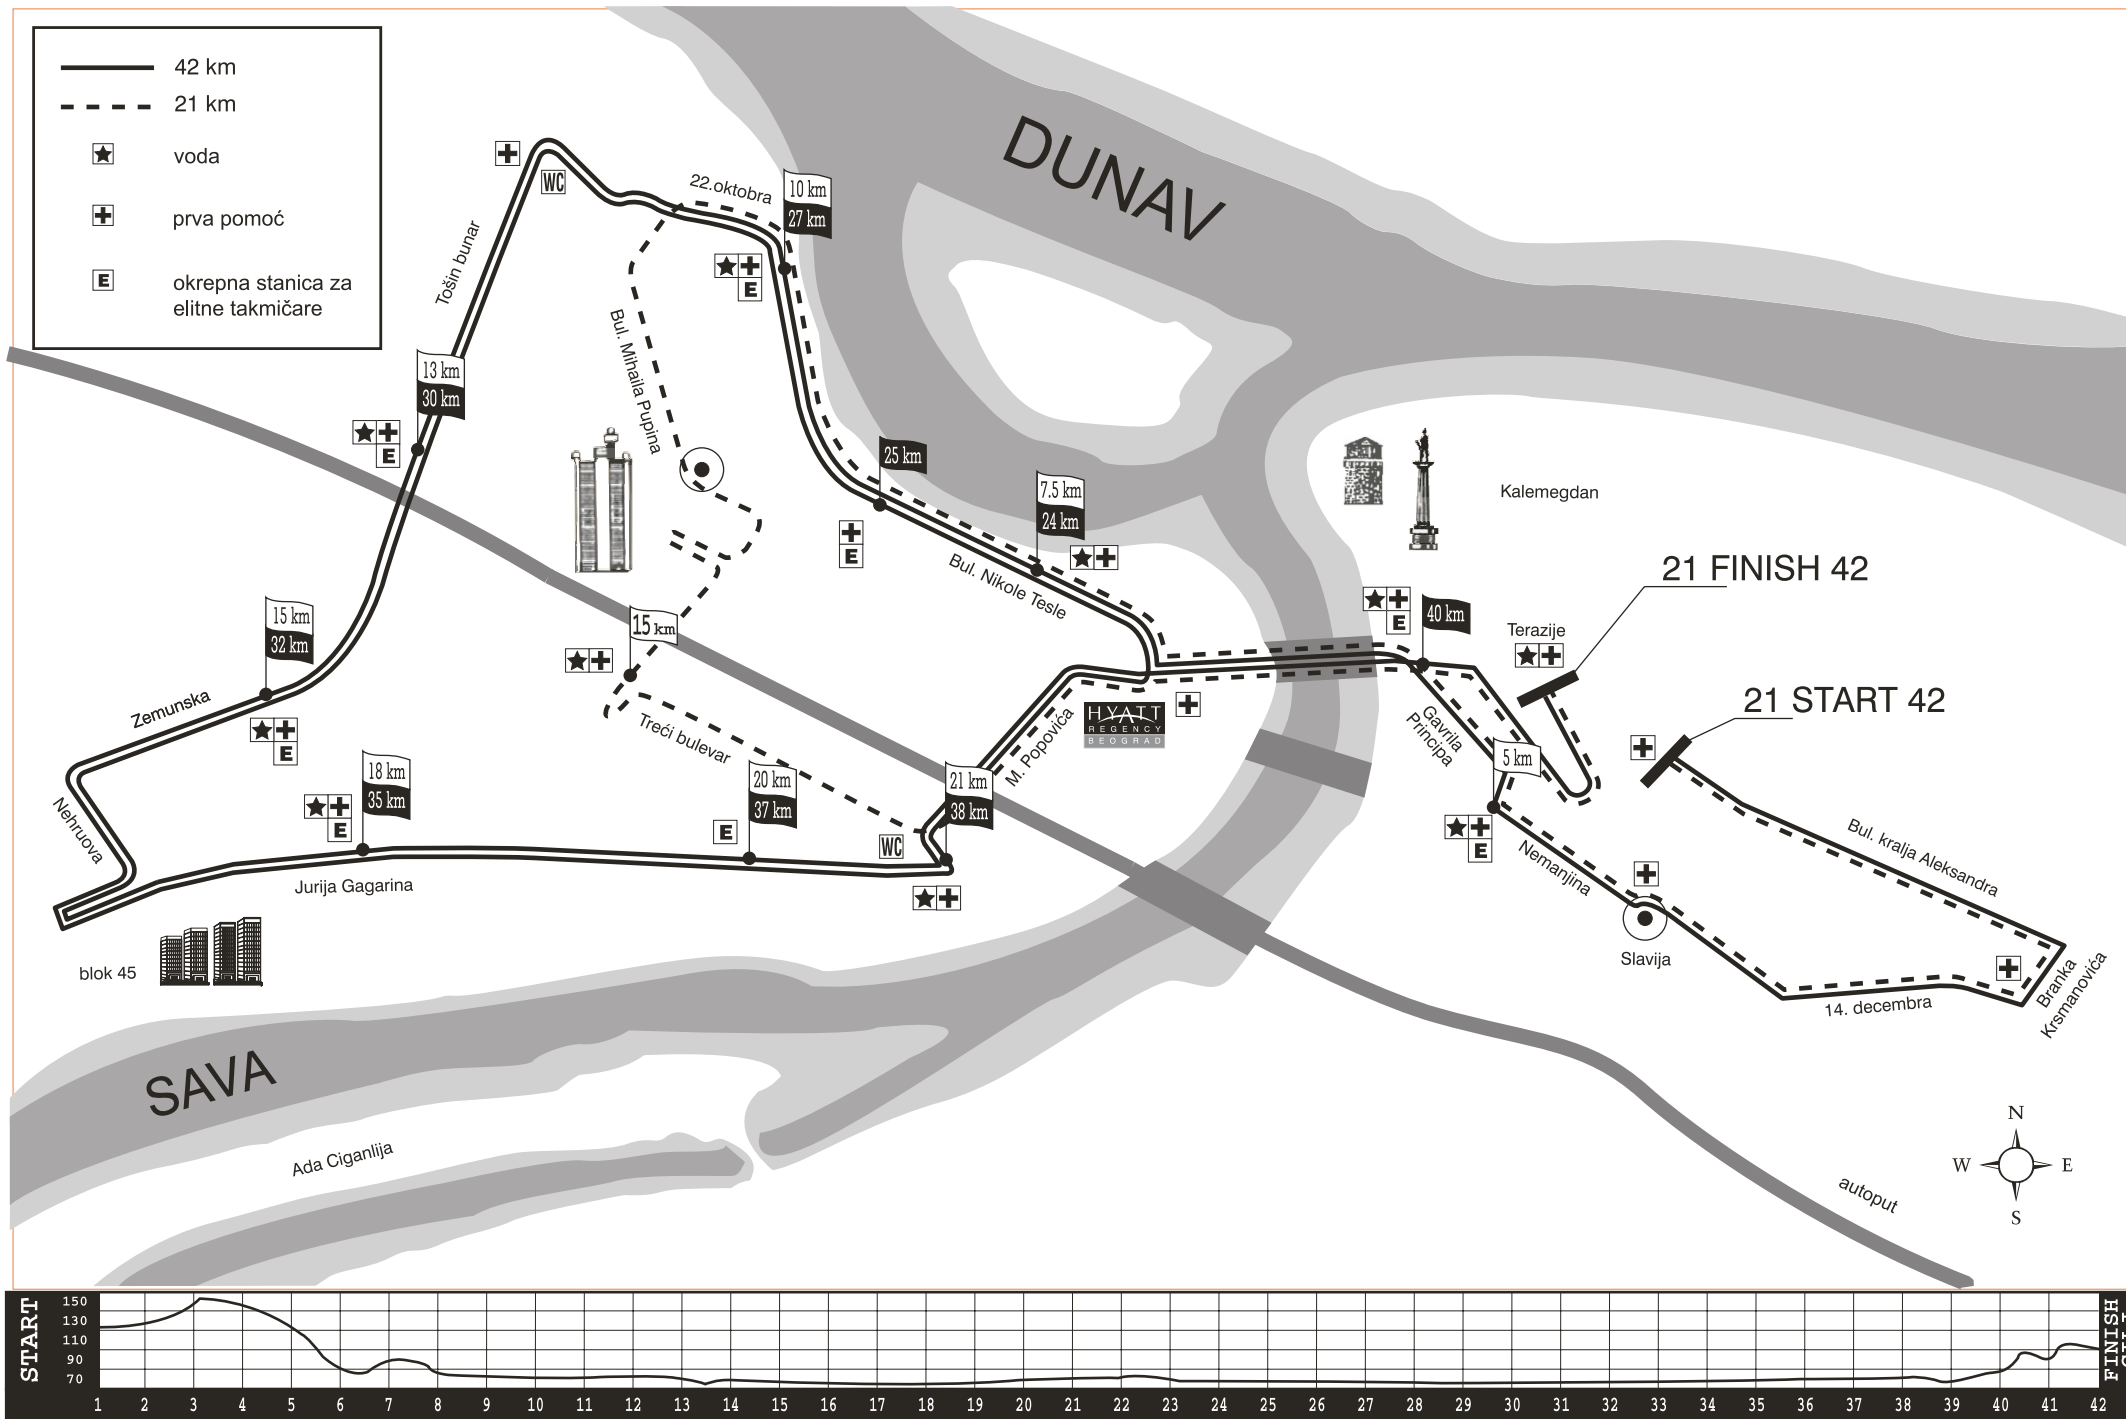 42 km
21 km
voda
prva pomoć
E
okrepna stanica za
elitne takmičare
DUNAV
WC
22.oktobra
10 km
27 km
E
Tošin bunar
Bul. Mihaila Pupina
13 km
30 km
E
25 km
E
7.5 km
24 km
Bul. Nikole Tesle
Kalemegdan
21 FINISH 42
40 km
E
Terazije
21 START 42
15 km
32 km
E
Zemunska
Nehruova
15 km
Treći bulevar
M. Popovića
HYATT
REGENCY
BEOGRAD
Gavrila
Principa
5 km
E
Nemanjina
Slavija
Bul. kralja Aleksandra
Branka
Krsmanovića
14. decembra
18 km
35 km
E
20 km
37 km
E
21 km
38 km
WC
Jurija Gagarina
blok 45
SAVA
Ada Ciganlija
autoput
N
W E
S
START
150
130
110
90
70
1 2 3 4 5 6 7 8 9 10 11 12 13 14 15 16 17 18 19 20 21 22 23 24 25 26 27 28 29 30 31 32 33 34 35 36 37 38 39 40 41 42
FINISH